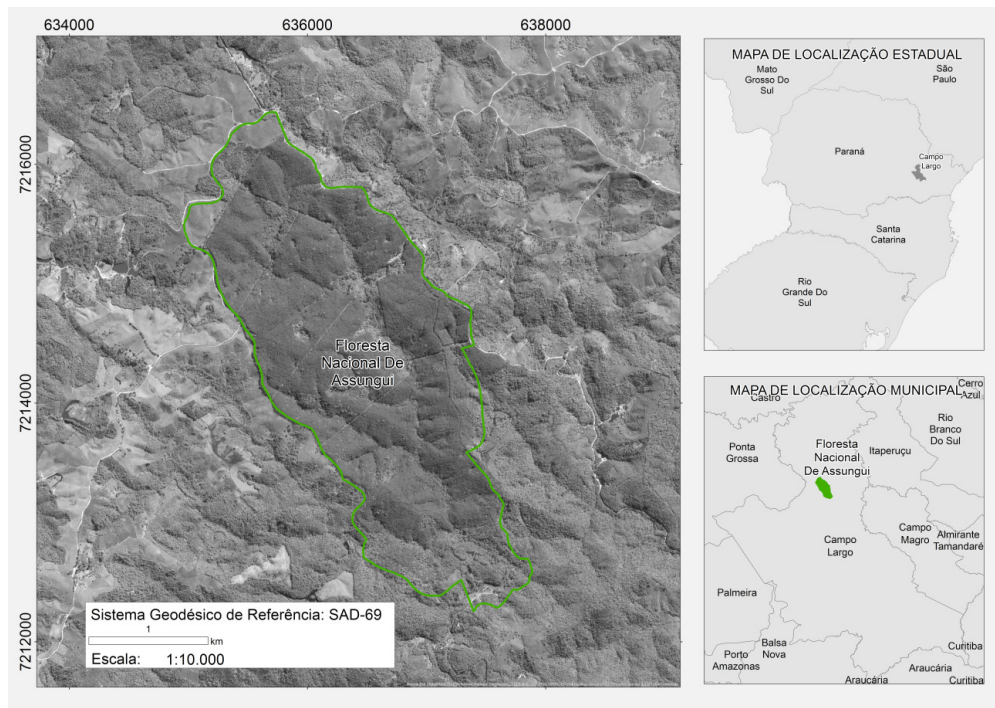 634000
636000
638000
7216000
7214000
7212000
Floresta
Nacional De
Assungui
Sistema Geodésico de Referência: SAD-69
1
km
Escala: 1:10.000
MAPA DE LOCALIZAÇÃO ESTADUAL
Mato
Grosso Do
Sul
São
Paulo
Paraná
Campo
Largo
Santa
Catarina
Rio
Grande Do
Sul
MAPA DE LOCALIZAÇÃO MUNICIPAL
Castro
Cerro
Azul
Rio
Branco
Do Sul
Ponta
Grossa
Floresta
Nacional
De Assungui
Itaperuçu
Campo
Largo
Campo
Magro
Almirante
Tamandaré
Palmeira
Balsa
Nova
Porto
Amazonas
Curitiba
Araucária
Araucária
Curitiba